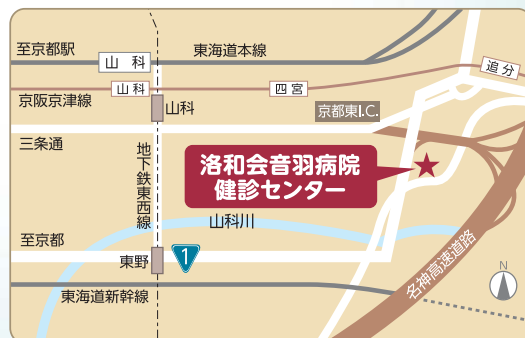 至京都駅
山科
東海道本線
追分
京阪京津線
山科
四宮
山科
京都東I.C.
三条通
地下鉄東西線
洛和会音羽病院
健診センター
山科川
至京都
東野
1
名神高速道路
N
東海道新幹線